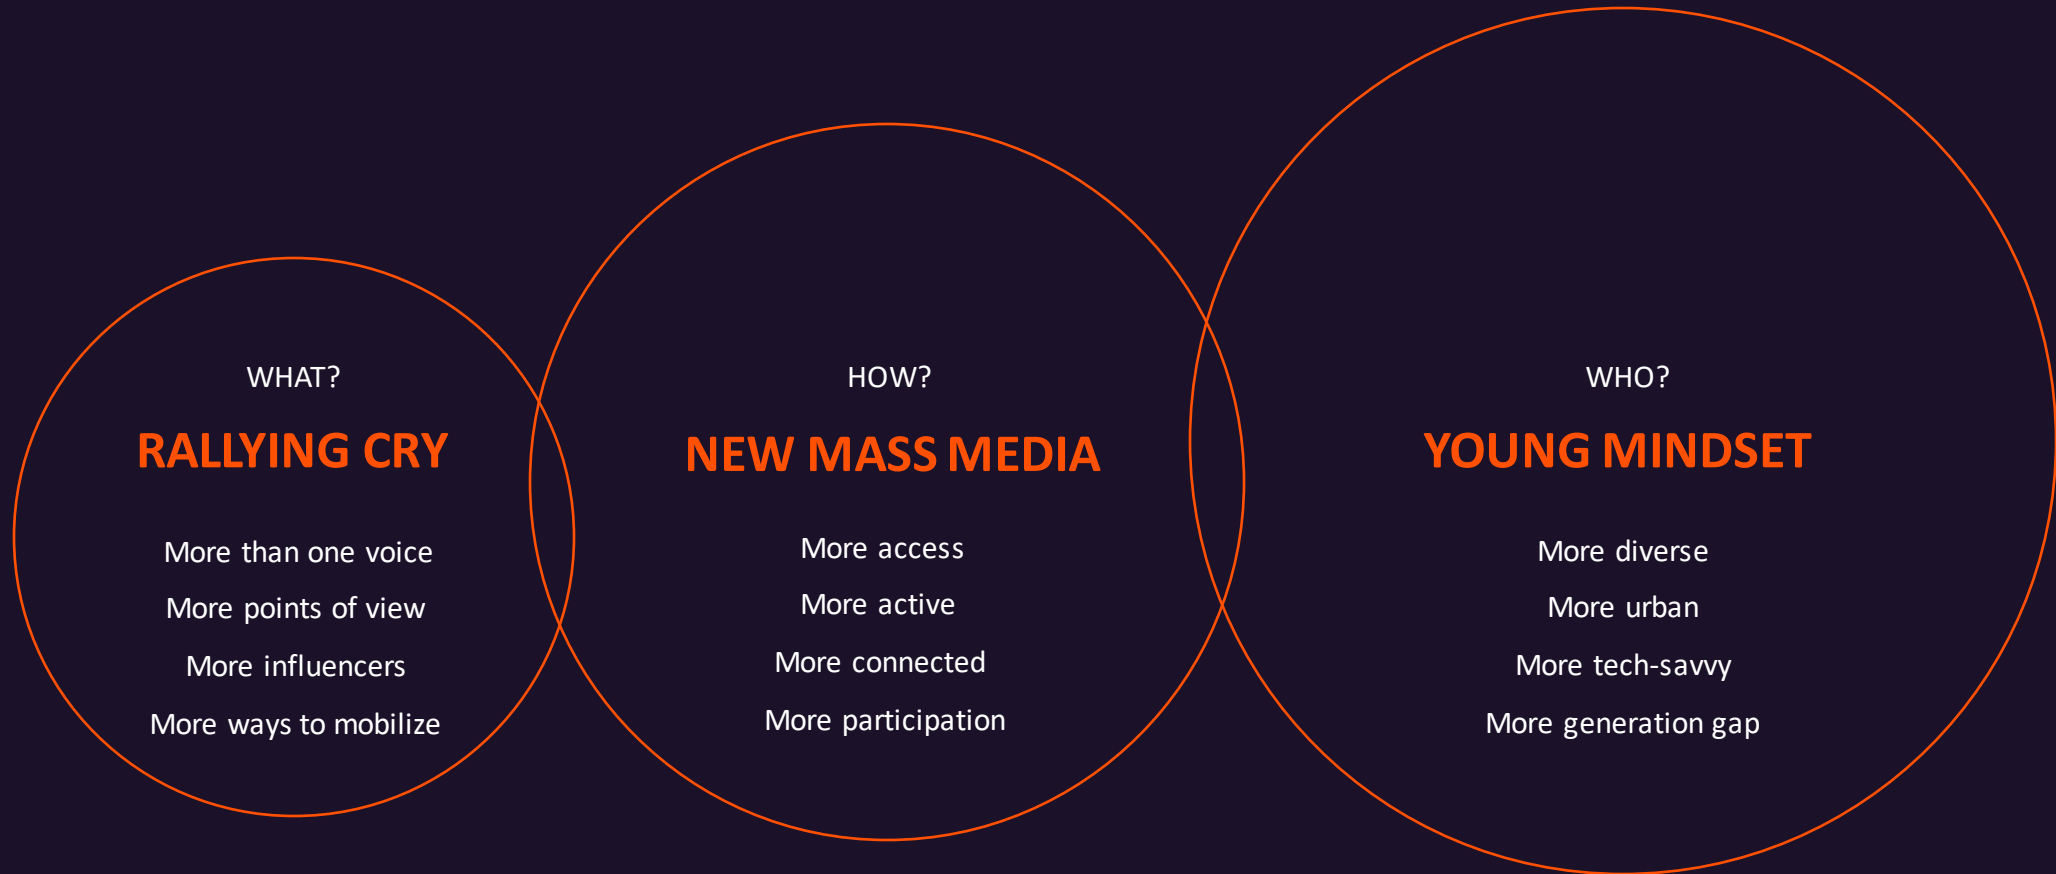 WHAT?
RALLYING CRY
More than one voice
More points of view
More influencers
More ways to mobilize
HOW?
NEW MASS MEDIA
More access
More active
More connected
More participation
WHO?
YOUNG MINDSET
More diverse
More urban
More tech-savvy
More generation gap